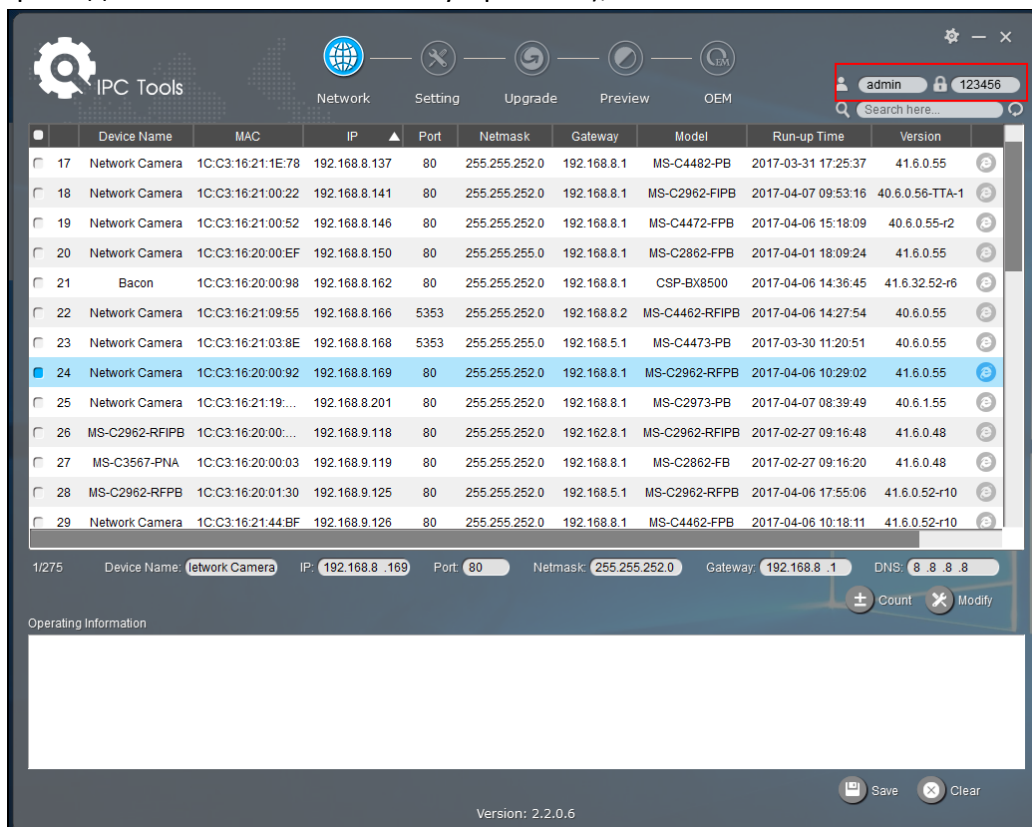 IPC Tools
Network Setting Upgrade Preview OEM
admin 123456
Search here...
Device Name MAC IP Port Netmask Gateway Model Run-up Time Version
17 Network Camera 1C:C3:16:21:1E:78 192.168.8.137 80 255.255.252.0 192.168.8.1 MS-C4482-PB 2017-03-31 17:25:37 41.6.0.55
18 Network Camera 1C:C3:16:21:00:22 192.168.8.141 80 255.255.252.0 192.168.8.1 MS-C2962-FIPB 2017-04-07 09:53:16 40.6.0.56-TTA-1
19 Network Camera 1C:C3:16:21:00:52 192.168.8.146 80 255.255.252.0 192.168.8.1 MS-C4472-FPB 2017-04-06 15:18:09 40.6.0.55-r2
20 Network Camera 1C:C3:16:20:00:EF 192.168.8.150 80 255.255.255.0 192.168.8.1 MS-C2862-FPB 2017-04-01 18:09:24 41.6.0.55
21 Bacon 1C:C3:16:20:00:98 192.168.8.162 80 255.255.252.0 192.168.8.1 CSP-BX8500 2017-04-06 14:36:45 41.6.32.52-r6
22 Network Camera 1C:C3:16:21:09:55 192.168.8.166 5353 255.255.252.0 192.168.8.2 MS-C4462-RFIPB 2017-04-06 14:27:54 40.6.0.55
23 Network Camera 1C:C3:16:21:03:8E 192.168.8.168 5353 255.255.255.0 192.168.5.1 MS-C4473-PB 2017-03-30 11:20:51 40.6.0.55
24 Network Camera 1C:C3:16:20:00:92 192.168.8.169 80 255.255.252.0 192.168.8.1 MS-C2962-RFPB 2017-04-06 10:29:02 41.6.0.55
25 Network Camera 1C:C3:16:21:19:... 192.168.8.201 80 255.255.252.0 192.168.8.1 MS-C2973-PB 2017-04-07 08:39:49 40.6.1.55
26 MS-C2962-RFIPB 1C:C3:16:20:00:... 192.168.9.118 80 255.255.252.0 192.162.8.1 MS-C2962-RFIPB 2017-02-27 09:16:48 41.6.0.48
27 MS-C3567-PNA 1C:C3:16:20:00:03 192.168.9.119 80 255.255.252.0 192.168.8.1 MS-C2862-FB 2017-02-27 09:16:20 41.6.0.48
28 MS-C2962-RFPB 1C:C3:16:20:01:30 192.168.9.125 80 255.255.252.0 192.168.5.1 MS-C2962-RFPB 2017-04-06 17:55:06 41.6.0.52-r10
29 Network Camera 1C:C3:16:21:44:BF 192.168.9.126 80 255.255.252.0 192.168.8.1 MS-C4462-FPB 2017-04-06 10:18:11 41.6.0.52-r10
1/275 Device Name: letwork Camera IP: 192.168.8 .169 Port: 80 Netmask: 255.255.252.0 Gateway: 192.168.8 .1 DNS: 8 .8 .8 .8
Count Modify
Operating Information
Save Clear
Version: 2.2.0.6